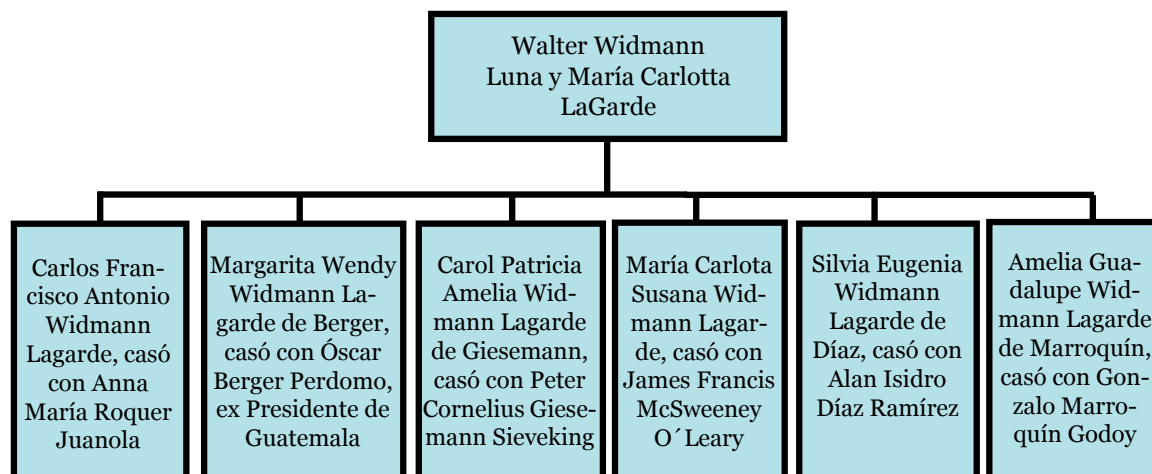 Walter Widmann
Luna y María Carlotta
LaGarde
Carlos Fran-
cisco Antonio
Widmann
Lagarde, casó
con Anna
María Roquer
Juanola
Margarita Wendy
Widmann La-
garde de Berger,
casó con Óscar
Berger Perdomo,
ex Presidente de
Guatemala
Carol Patricia
Amelia Wid-
mann Lagarde
de Giesemann,
casó con Peter
Cornelius Giese-
mann Sieveking
María Carlota
Susana Wid-
mann Lagar-
de, casó con
James Francis
McSweeney
O´Leary
Silvia Eugenia
Widmann
Lagarde de
Díaz, casó con
Alan Isidro
Díaz Ramírez
Amelia Gua-
dalupe Wid-
mann Lagarde
de Marroquín,
casó con Gon-
zalo Marro-
quín Godoy